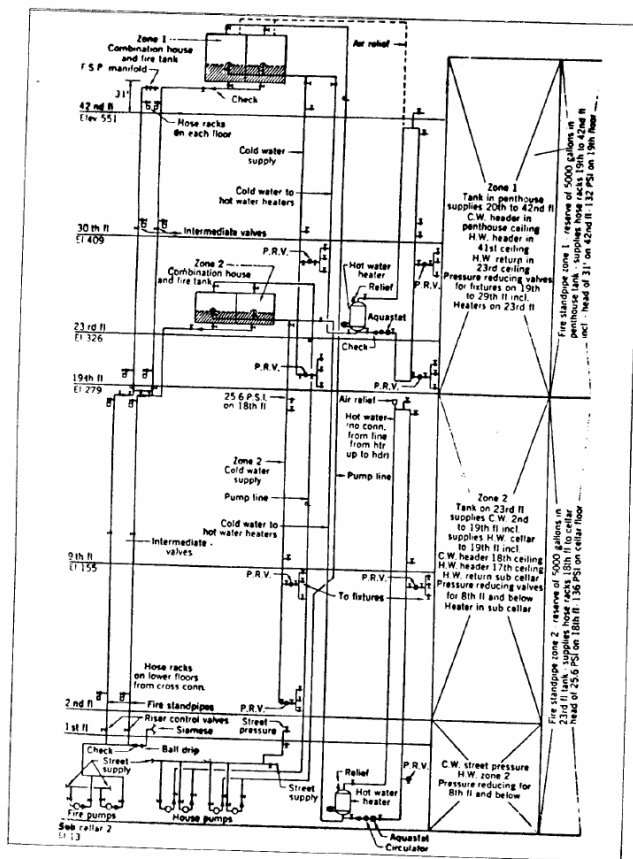 Zone 1
Combination house
and fire tank
F S P manifold
31'
42nd fl
Elev 551
Check
Hose racks
on each floor
Air relief
Cold water
supply
Cold water to
hot water heaters
30th fl
El 409
Intermediate valves
P.R.V.
Zone 2
Combination house
and fire tank
Hot water
heater
Relief
Aquastat
P.R.V.
23 rd fl
El 326
Check
19th fl
El 279
P.R.V.
P.R.V.
25.6 P.S.I.
on 18th fl
Air relief
Hot water
(no conn.
from line
from htr
up to hdr)
Zone 2
Cold water
supply
Pump line
Pump line
Cold water to
hot water heaters
Intermediate
valves
9 th fl
El 155
P.R.V.
P.R.V.
To fixtures
Hose racks
on lower floors
from cross conn.
2 nd fl
Fire standpipes
P.R.V.
1st fl
Riser control valves
Siamese
Street
pressure
Check
Ball drip
Street
supply
Street
supply
Relief
Hot water
heater
P.R.V.
Fire pumps
House pumps
Sub cellar 2
El 13
Aquastat
Circulator
Zone 1
Tank in penthouse
supplies 20th to 42nd fl
C.W. header in
penthouse ceiling
H.W. header in
41st ceiling
H.W return in
23rd ceiling
Pressure reducing valves
for fixtures on 19th
to 29th fl incl.
Heaters on 23rd fl
Zone 2
Tank on 23rd fl
supplies C.W. 2nd
to 19th fl incl.
supplies H.W. cellar
to 19th fl incl.
C.W. header 18th ceiling
H.W. header 17th ceiling
H.W. return sub cellar
Pressure reducing valves
for 8th fl and below
Heater in sub cellar
C.W. street pressure
H.W. zone 2
Pressure reducing for
8th fl and below
Fire standpipe zone 1 - reserve of 5000 gallons in
penthouse tank - supplies hose racks 19th to 42nd fl
incl - head of 31' on 42nd fl - 132 PSI on 19th floor
Fire standpipe zone 2 - reserve of 5000 gallons in
23rd fl tank - supplies hose racks 18th fl to cellar
head of 25.6 PSI on 18th fl - 136 PSI on cellar floor